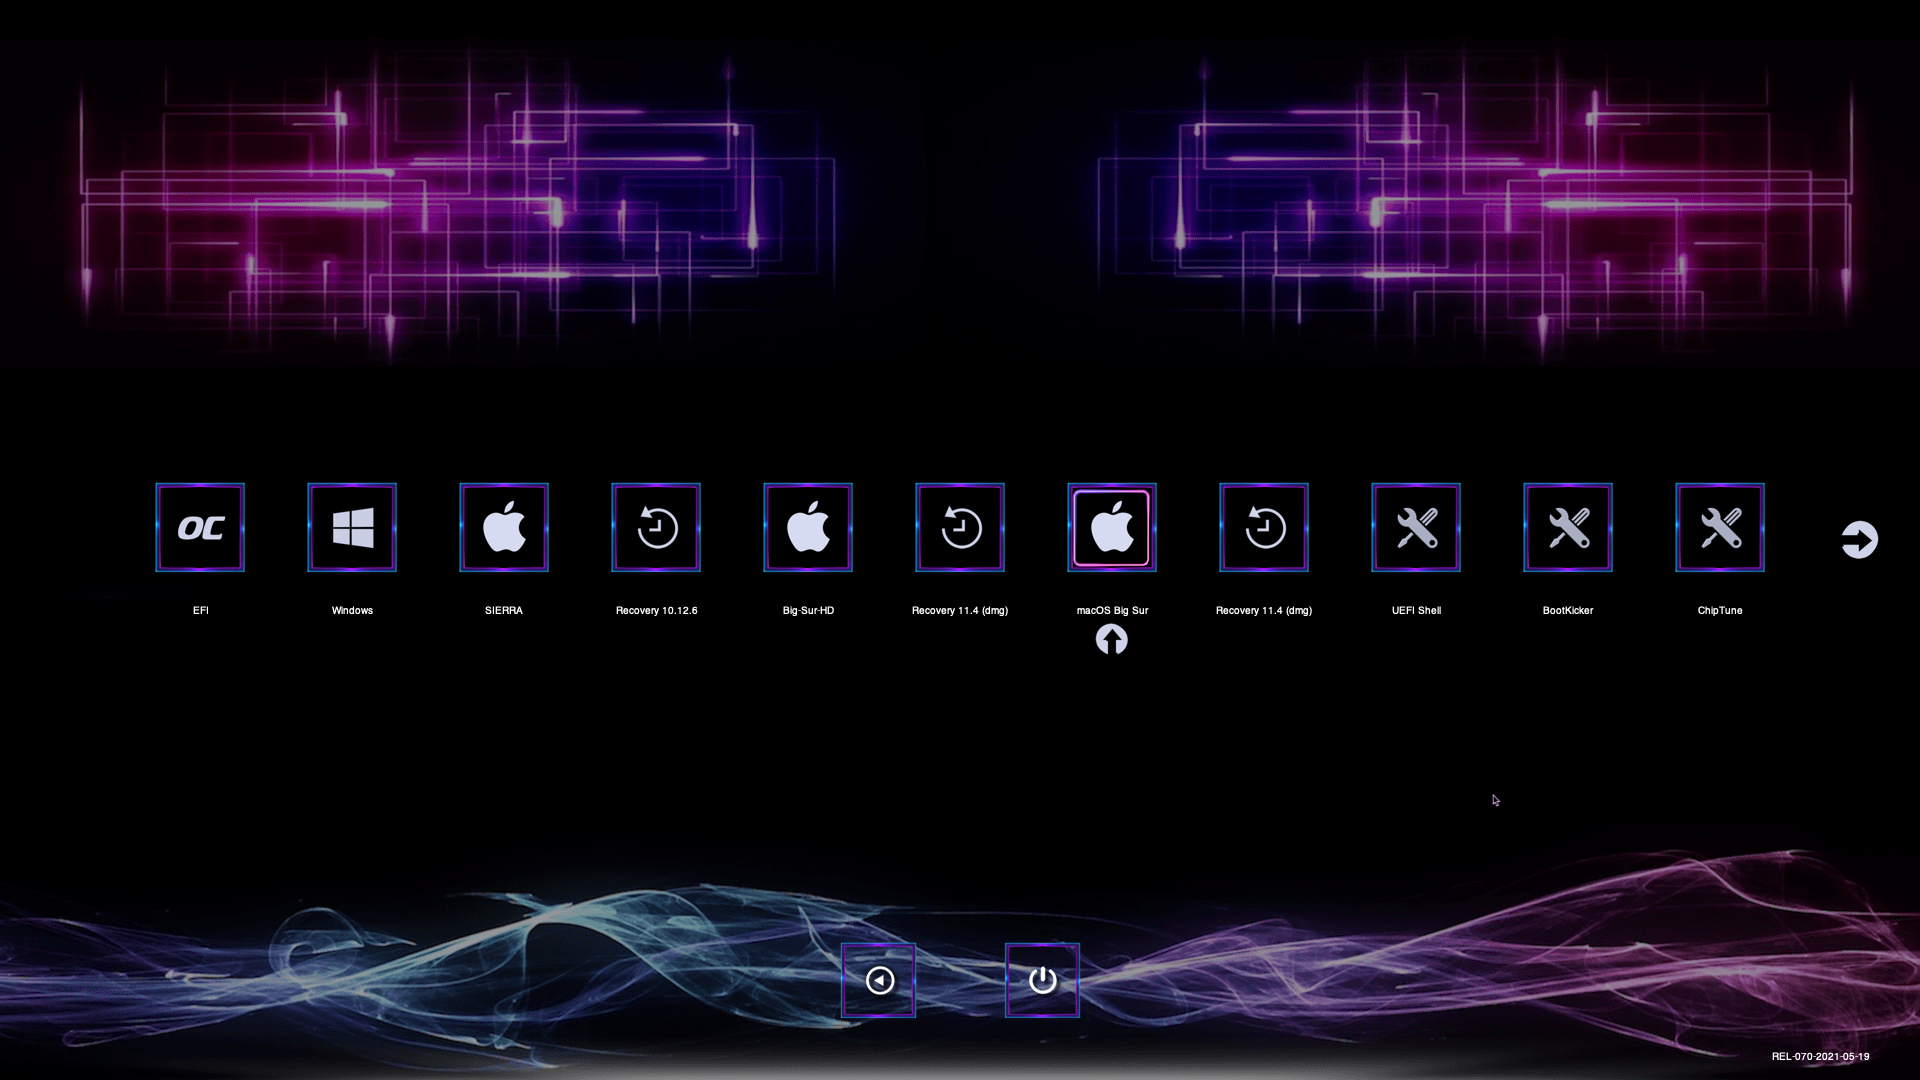 OC
EFI
Windows
SIERRA
Recovery 10.12.6
Big-Sur-HD
Recovery 11.4 (dmg)
macOS Big Sur
Recovery 11.4 (dmg)
UEFI Shell
BootKicker
ChipTune
REL-070-2021-05-19